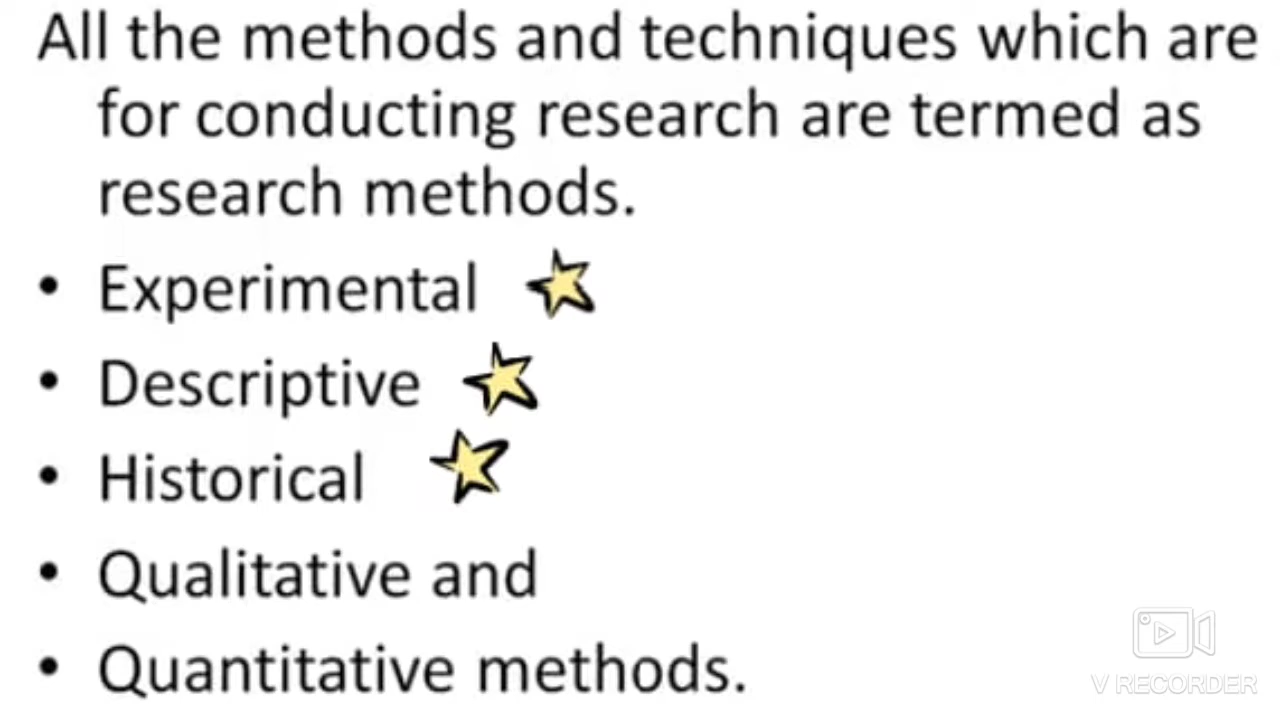 All the methods and techniques which are
for conducting research are termed as
research methods.
• Experimental
• Descriptive
• Historical
• Qualitative and
• Quantitative methods.
V RECORDER